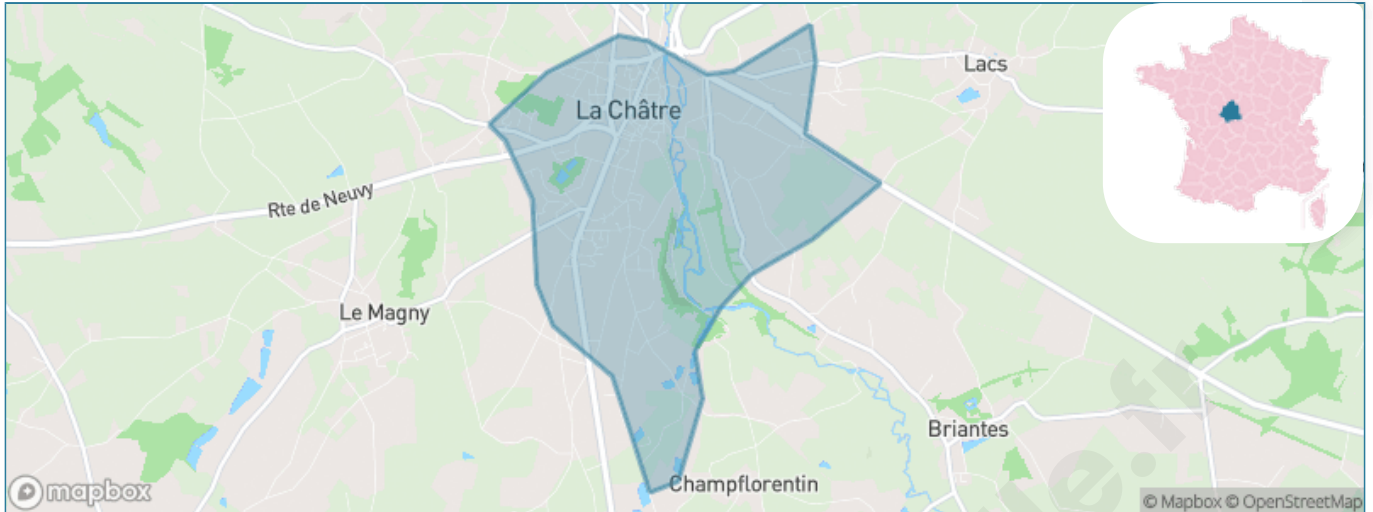 Lacs
La Châtre
Rte de Neuvy
Le Magny
Briantes
Champflorentin
mapbox
© Mapbox © OpenStreetMap